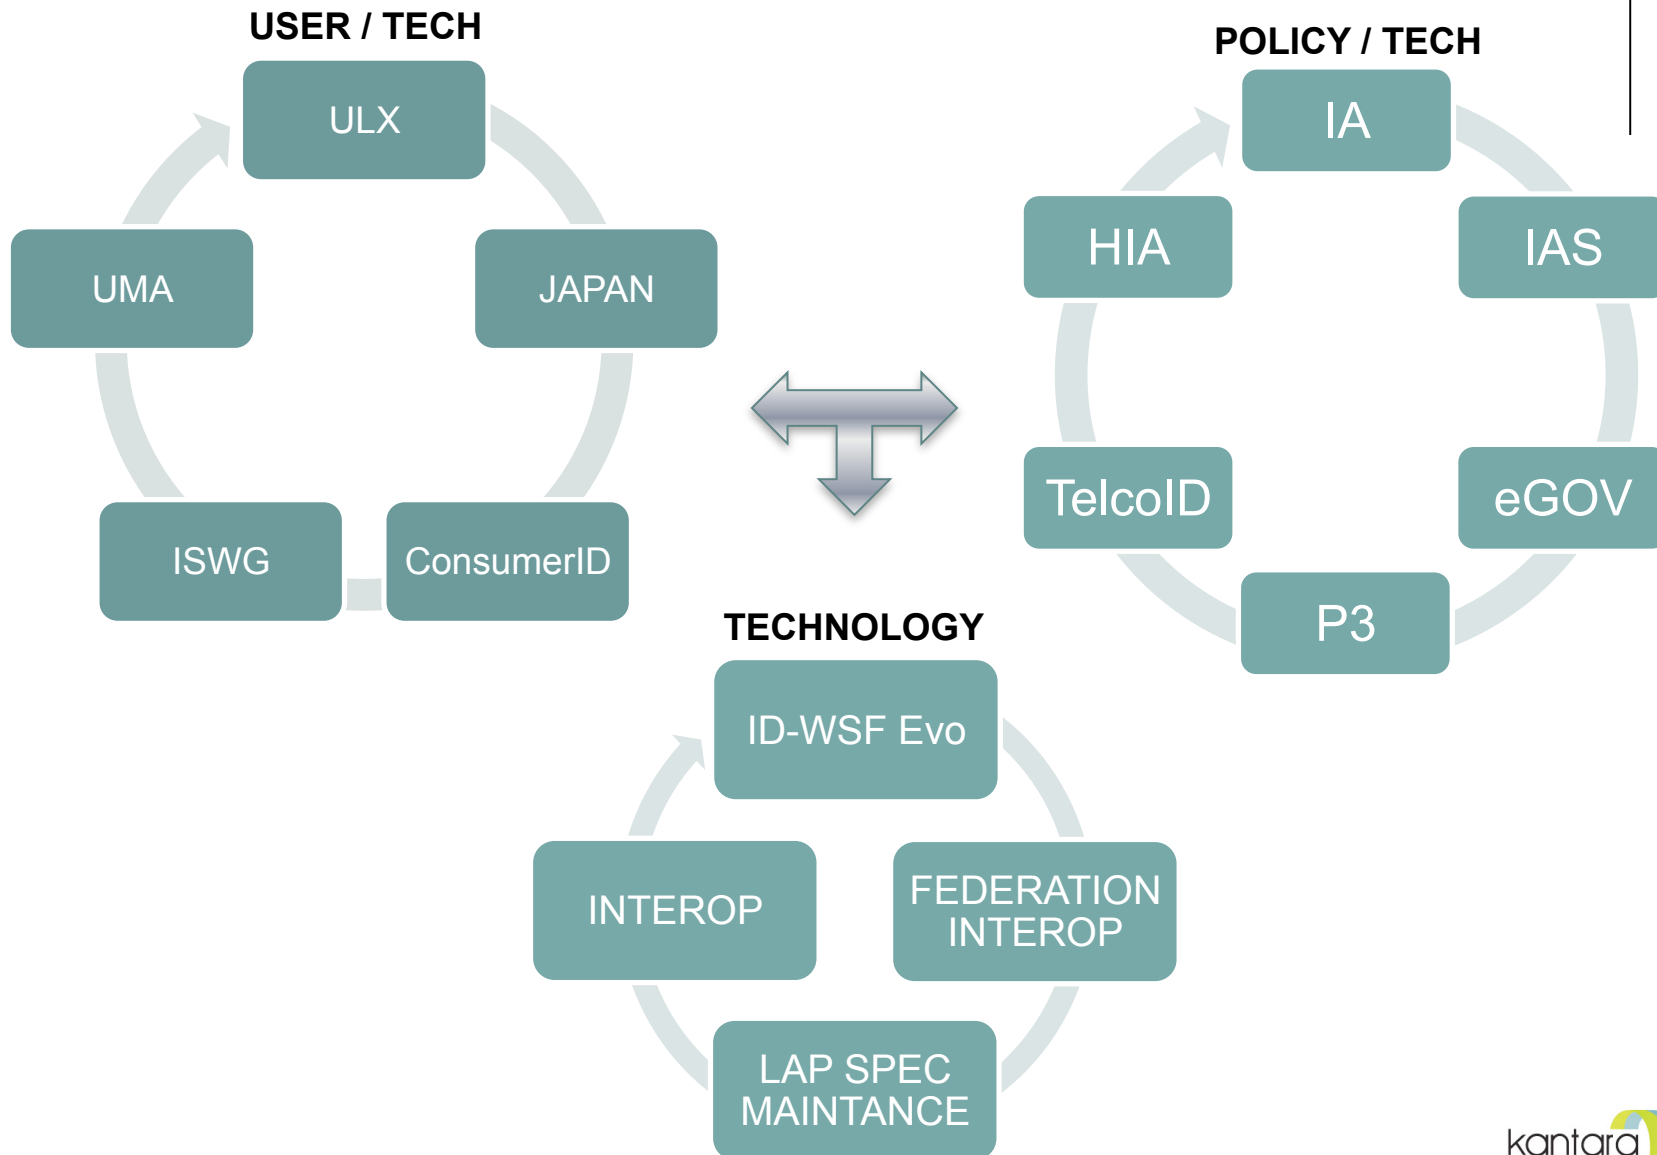 USER / TECH
ULX
JAPAN
ConsumerID
ISWG
UMA
POLICY / TECH
IA
IAS
eGOV
P3
TelcoID
HIA
TECHNOLOGY
ID-WSF Evo
FEDERATION
INTEROP
LAP SPEC
MAINTANCE
INTEROP
kantara